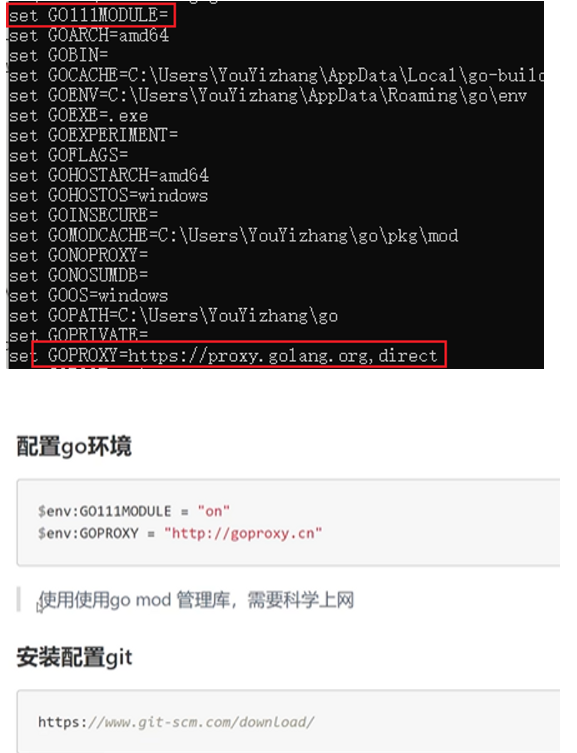 set GO111MODULE=
set GOARCH=amd64
set GOBIN=
set GOCACHE=C:\Users\YouYizhang\AppData\Local\go-build
set GOENV=C:\Users\YouYizhang\AppData\Roaming\go\env
set GOEXE=.exe
set GOEXPERIMENT=
set GOFLAGS=
set GOHOSTARCH=amd64
set GOHOSTOS=windows
set GOINSECURE=
set GOMODCACHE=C:\Users\YouYizhang\go\pkg\mod
set GONOPROXY=
set GONOSUMDB=
set GOOS=windows
set GOPATH=C:\Users\YouYizhang\go
set GOPRIVATE=
set GOPROXY=https://proxy.golang.org,direct
配置go环境
$env:GO111MODULE = "on"
$env:GOPROXY = "http://goproxy.cn"
使用使用go mod 管理库，需要科学上网
安装配置git
https://www.git-scm.com/download/